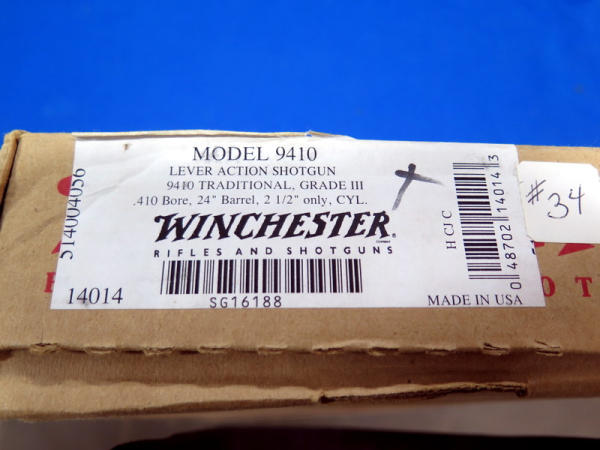 MODEL 9410
LEVER ACTION SHOTGUN
9410 TRADITIONAL, GRADE III
.410 Bore, 24" Barrel, 2 1/2" only, CYL.
WINCHESTER
RIFLES AND SHOTGUNS
SG16188
14014
MADE IN USA
514004056
H CJ C
0 48702 14014 3
#34